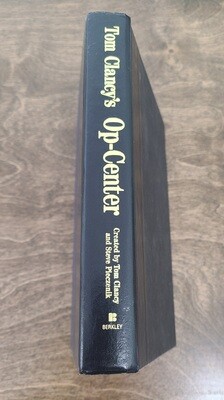 Tom Clancy's Op-Center
Created by Tom Clancy
and Steve Pieczenik
BERKLEY